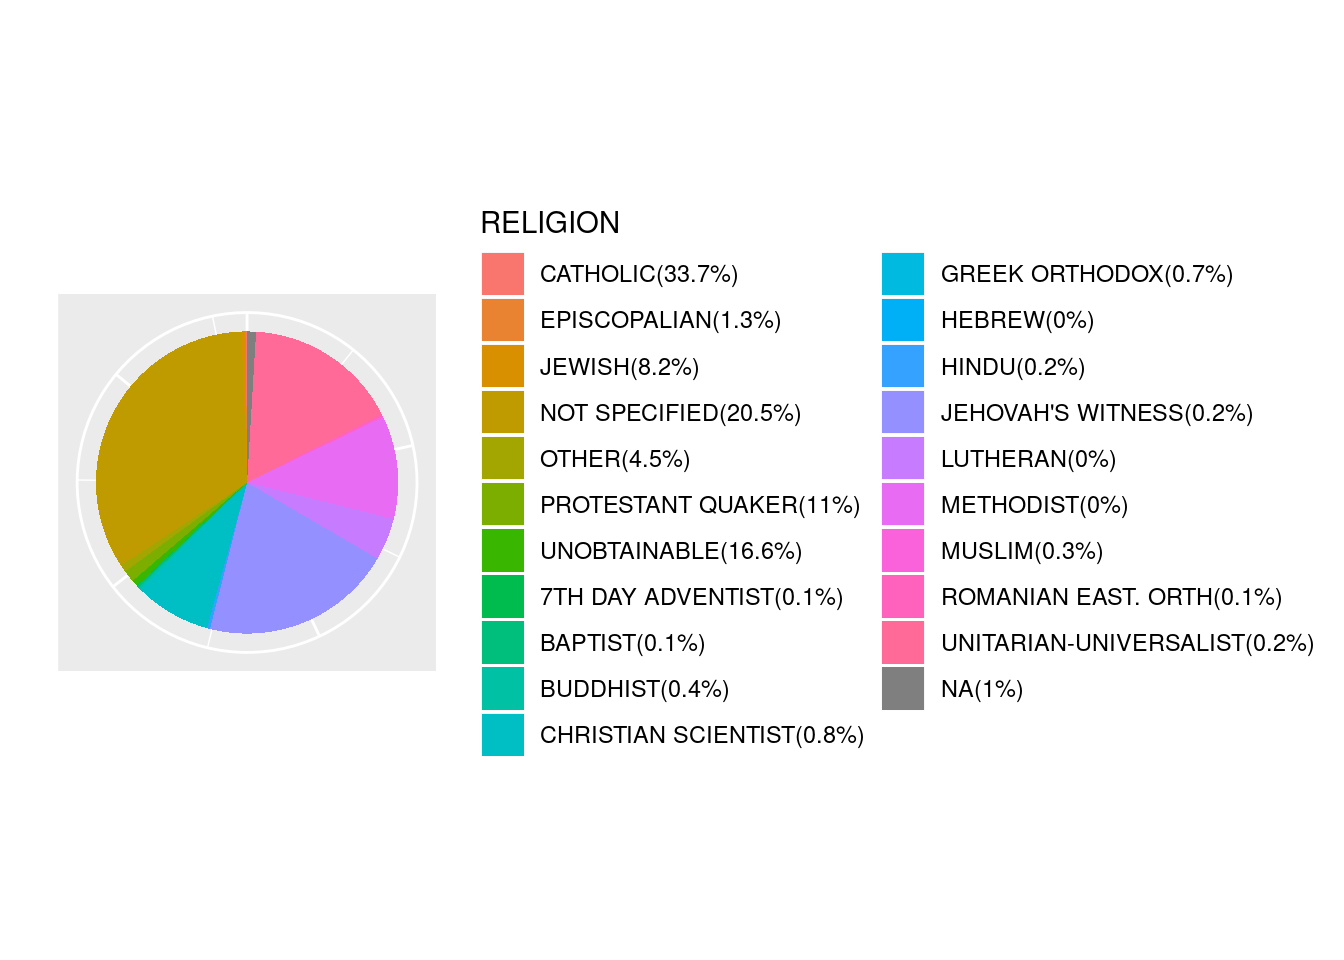 RELIGION
CATHOLIC(33.7%)
EPISCOPALIAN(1.3%)
JEWISH(8.2%)
NOT SPECIFIED(20.5%)
OTHER(4.5%)
PROTESTANT QUAKER(11%)
UNOBTAINABLE(16.6%)
7TH DAY ADVENTIST(0.1%)
BAPTIST(0.1%)
BUDDHIST(0.4%)
CHRISTIAN SCIENTIST(0.8%)
GREEK ORTHODOX(0.7%)
HEBREW(0%)
HINDU(0.2%)
JEHOVAH'S WITNESS(0.2%)
LUTHERAN(0%)
METHODIST(0%)
MUSLIM(0.3%)
ROMANIAN EAST. ORTH(0.1%)
UNITARIAN-UNIVERSALIST(0.2%)
NA(1%)